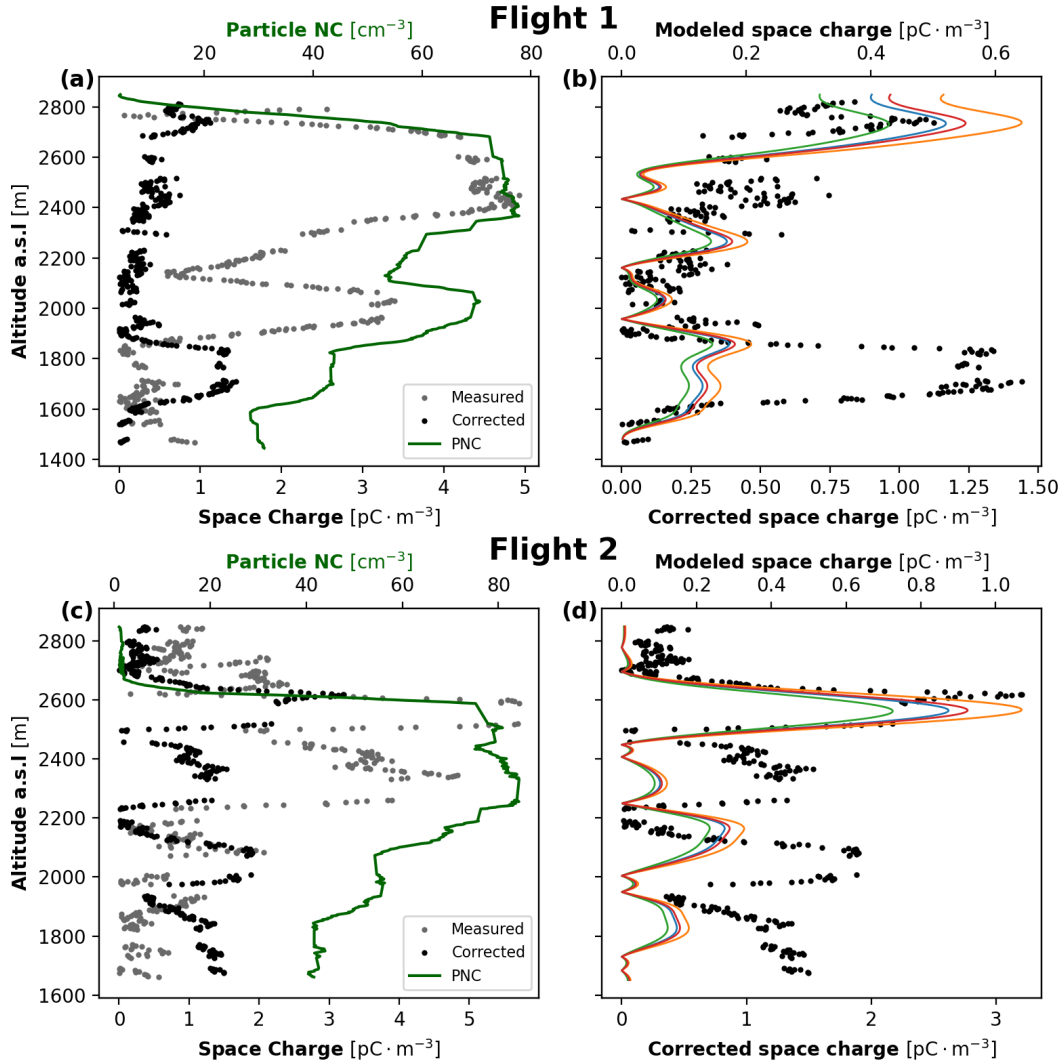 Flight 1
Particle NC [cm⁻³]
20 40 60 80
Modeled space charge [pC · m⁻³]
0.0 0.2 0.4 0.6
(a)
(b)
2800
2600
2400
2200
2000
1800
1600
1400
Altitude a.s.l [m]
Measured
Corrected
PNC
0 1 2 3 4 5
Space Charge [pC · m⁻³]
0.00 0.25 0.50 0.75 1.00 1.25 1.50
Corrected space charge [pC · m⁻³]
Flight 2
Particle NC [cm⁻³]
0 20 40 60 80
Modeled space charge [pC · m⁻³]
0.0 0.2 0.4 0.6 0.8 1.0
(c)
(d)
2800
2600
2400
2200
2000
1800
1600
Altitude a.s.l [m]
Measured
Corrected
PNC
0 1 2 3 4 5
Space Charge [pC · m⁻³]
0 1 2 3
Corrected space charge [pC · m⁻³]